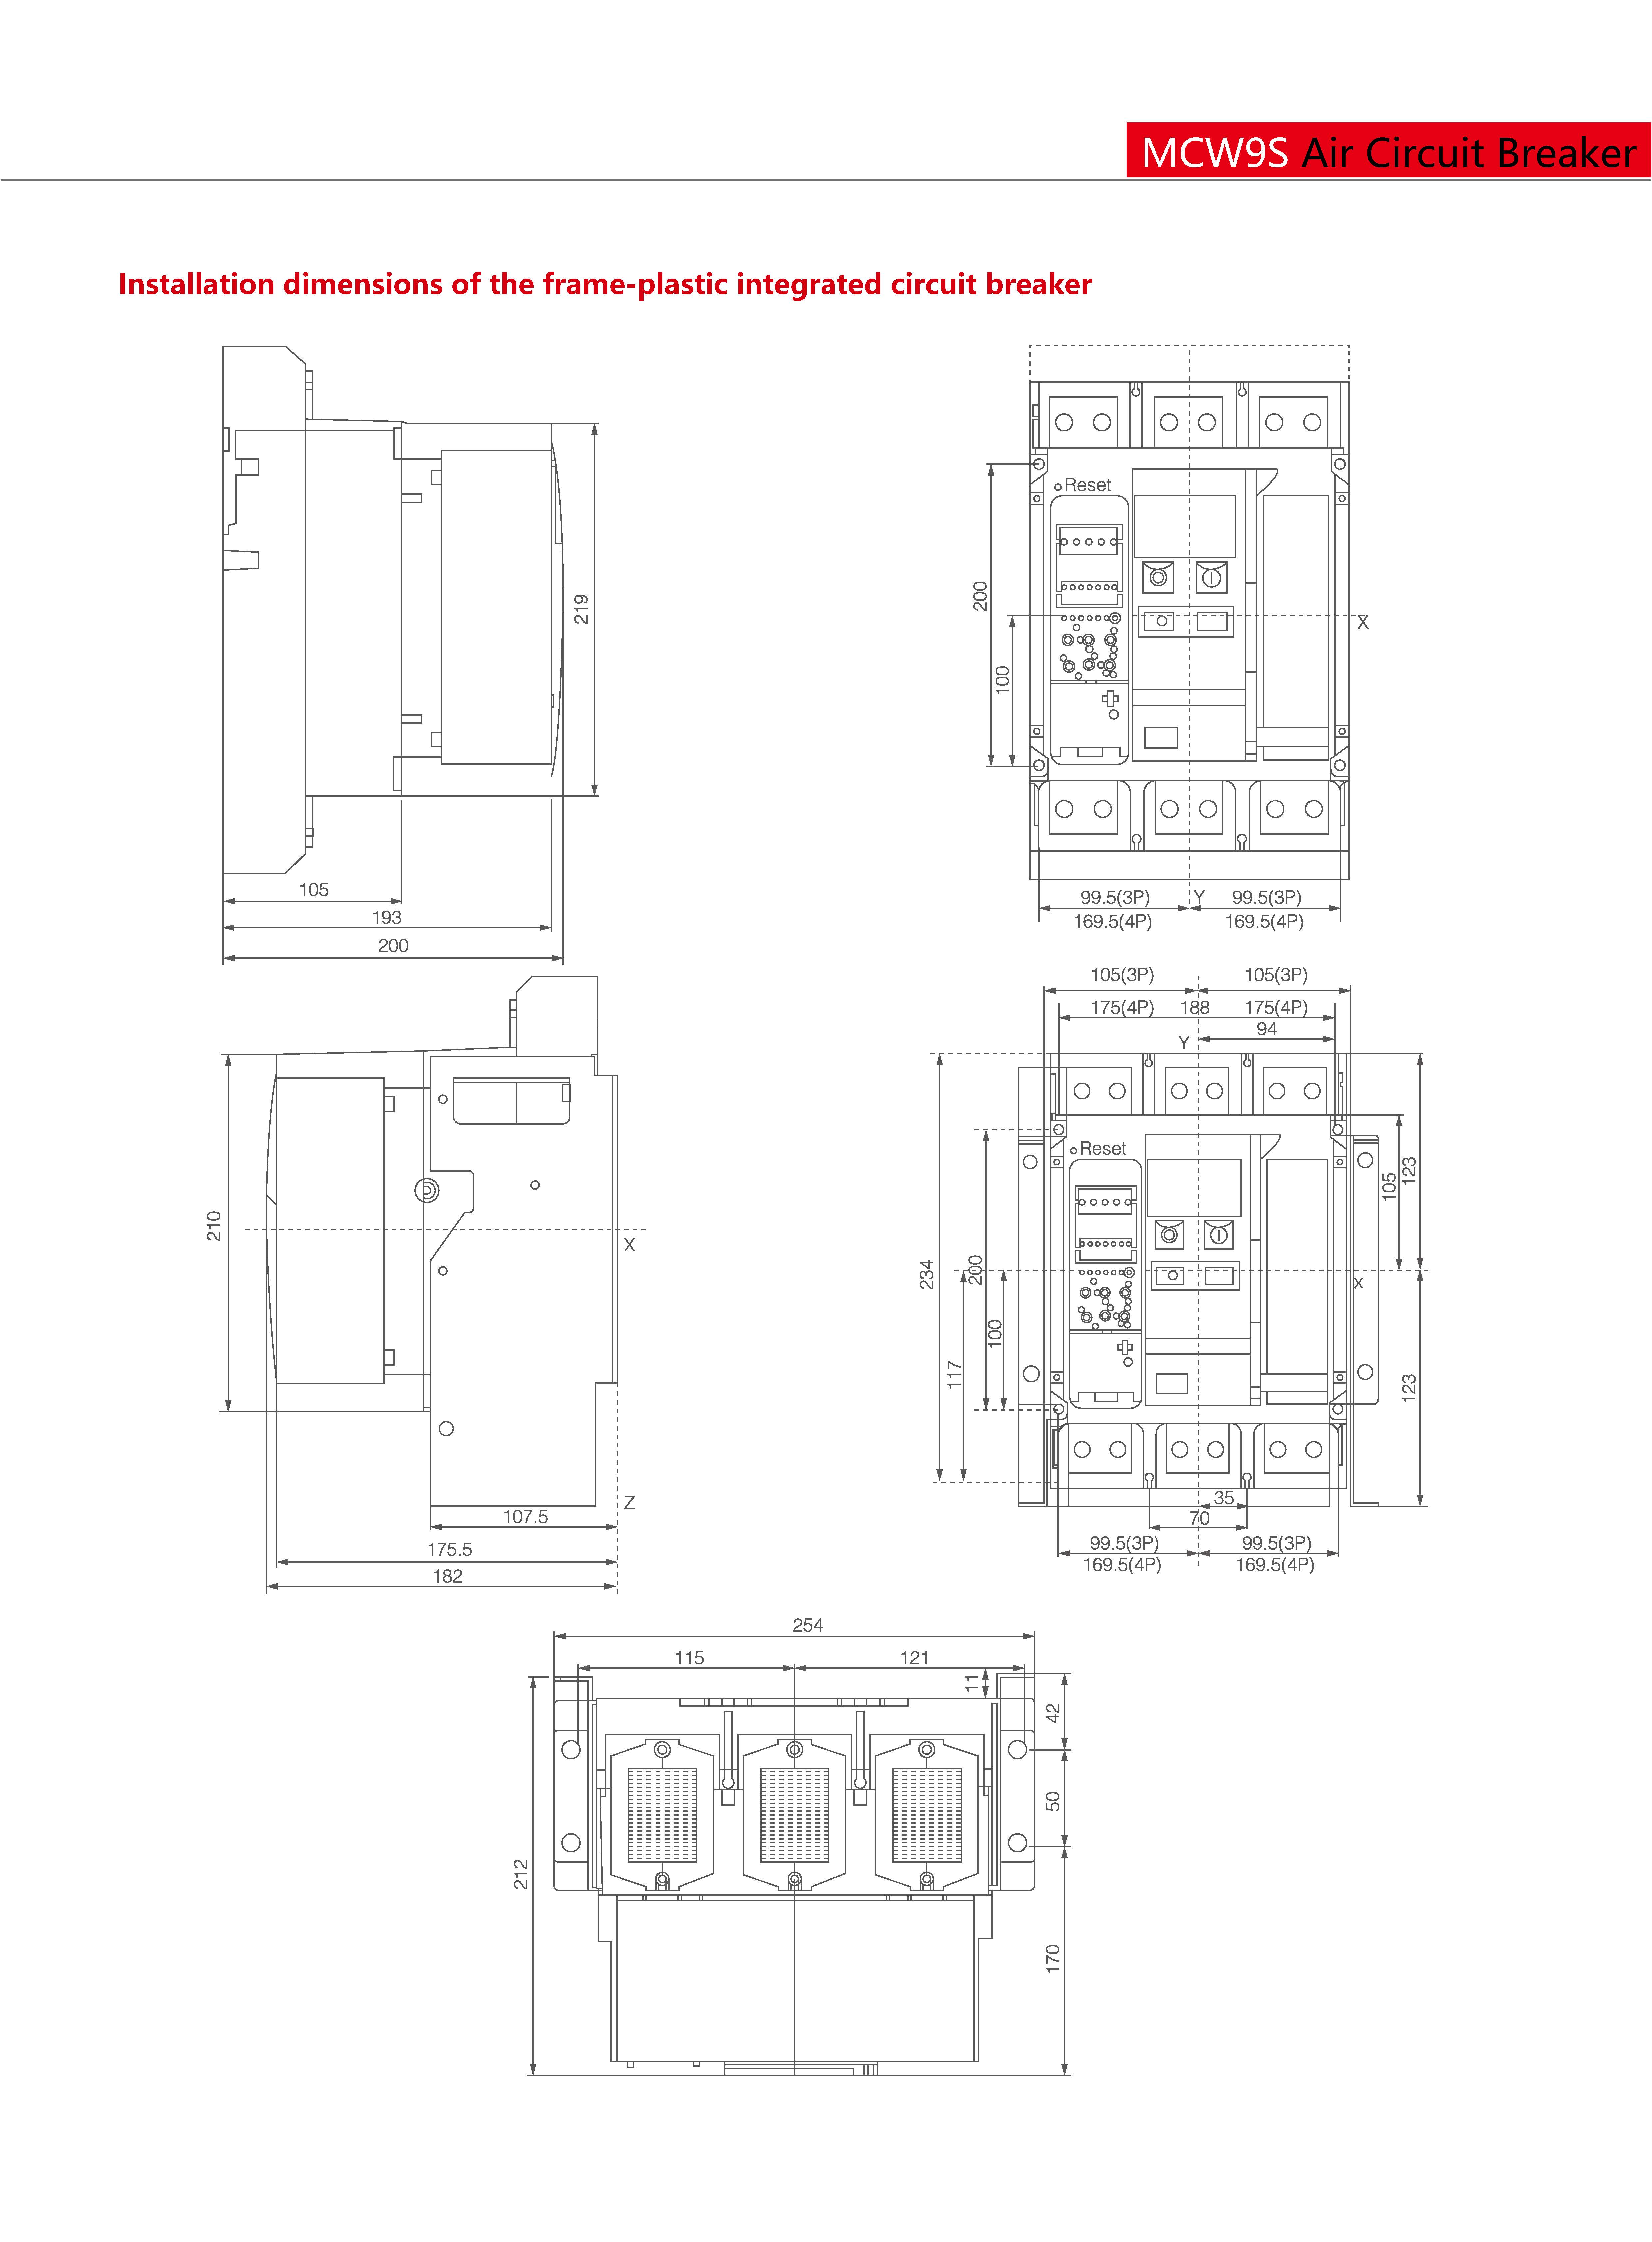 MCW9S Air Circuit Breaker
Installation dimensions of the frame-plastic integrated circuit breaker
219
105
193
200
Reset
200
100
X
99.5(3P) Y 99.5(3P)
169.5(4P) 169.5(4P)
210
X
Z
107.5
175.5
182
105(3P) 105(3P)
175(4P) 188 175(4P)
94
Y
Reset
105
123
234
200
100
117
x
123
35
70
99.5(3P) 99.5(3P)
169.5(4P) 169.5(4P)
254
115 121
11
42
50
212
170